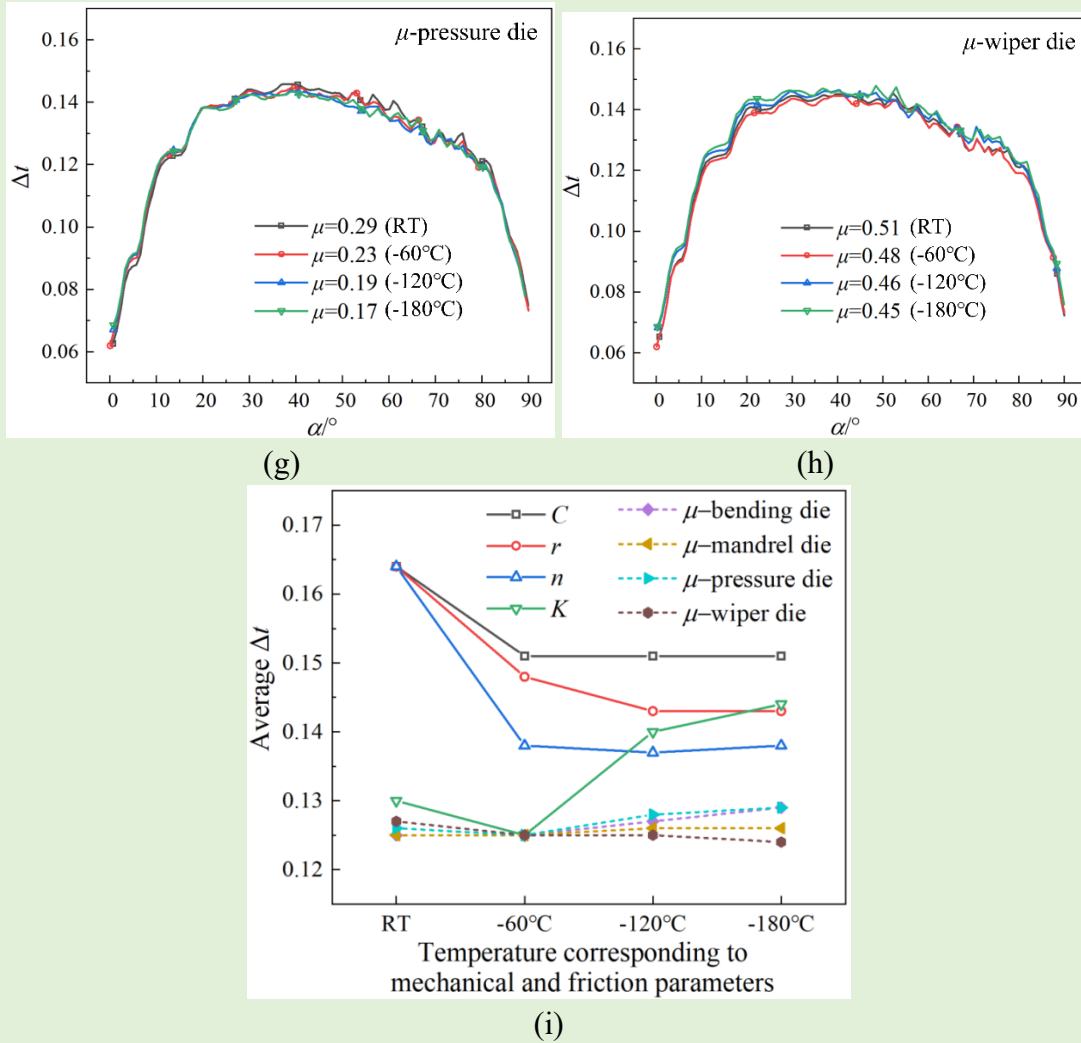 μ-pressure die
0.16
0.14
0.12
0.10
0.08
0.06
Δt
μ=0.29 (RT)
μ=0.23 (-60°C)
μ=0.19 (-120°C)
μ=0.17 (-180°C)
0 10 20 30 40 50 60 70 80 90
α/°
(g)
μ-wiper die
0.16
0.14
0.12
0.10
0.08
0.06
Δt
μ=0.51 (RT)
μ=0.48 (-60°C)
μ=0.46 (-120°C)
μ=0.45 (-180°C)
0 10 20 30 40 50 60 70 80 90
α/°
(h)
0.17
0.16
0.15
0.14
0.13
0.12
Average Δt
C
r
n
K
μ–bending die
μ–mandrel die
μ–pressure die
μ–wiper die
RT -60°C -120°C -180°C
Temperature corresponding to
mechanical and friction parameters
(i)